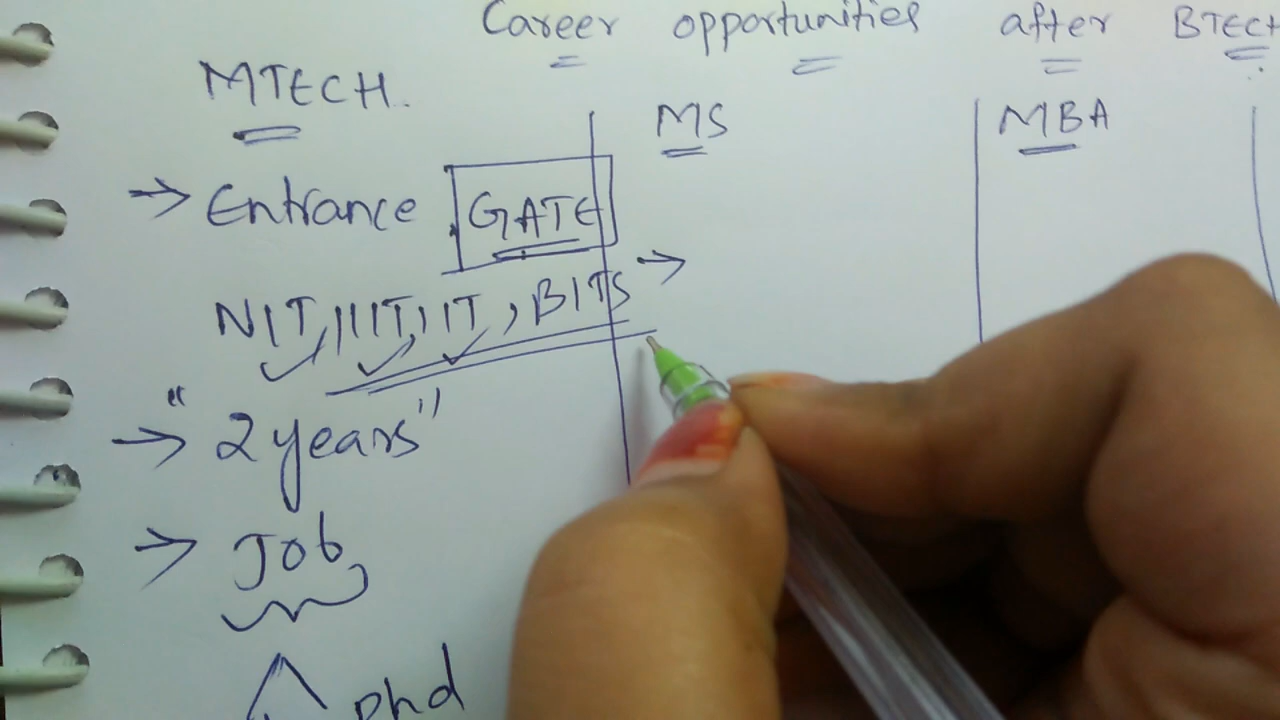 Career opportunities after BTECH
MTECH.
MS
MBA
→ Entrance GATE
NIT, IIIT, IIT, BITS →
→ "2 years"
→ Job
phd